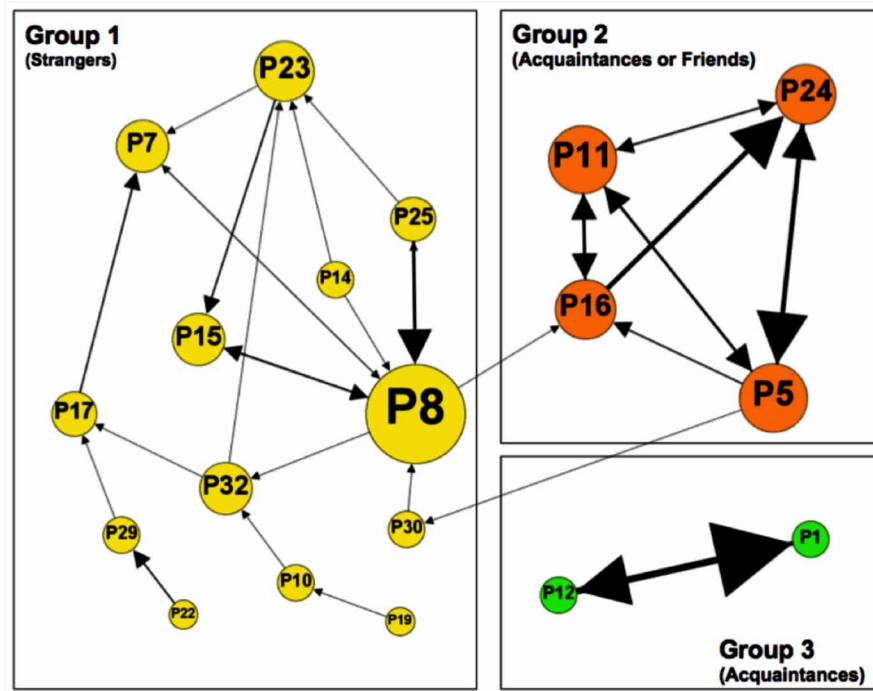 Group 1
(Strangers)
P23
P7
P25
P14
P15
P8
P17
P32
P29
P30
P10
P22
P19
Group 2
(Acquaintances or Friends)
P24
P11
P16
P5
P1
P12
Group 3
(Acquaintances)